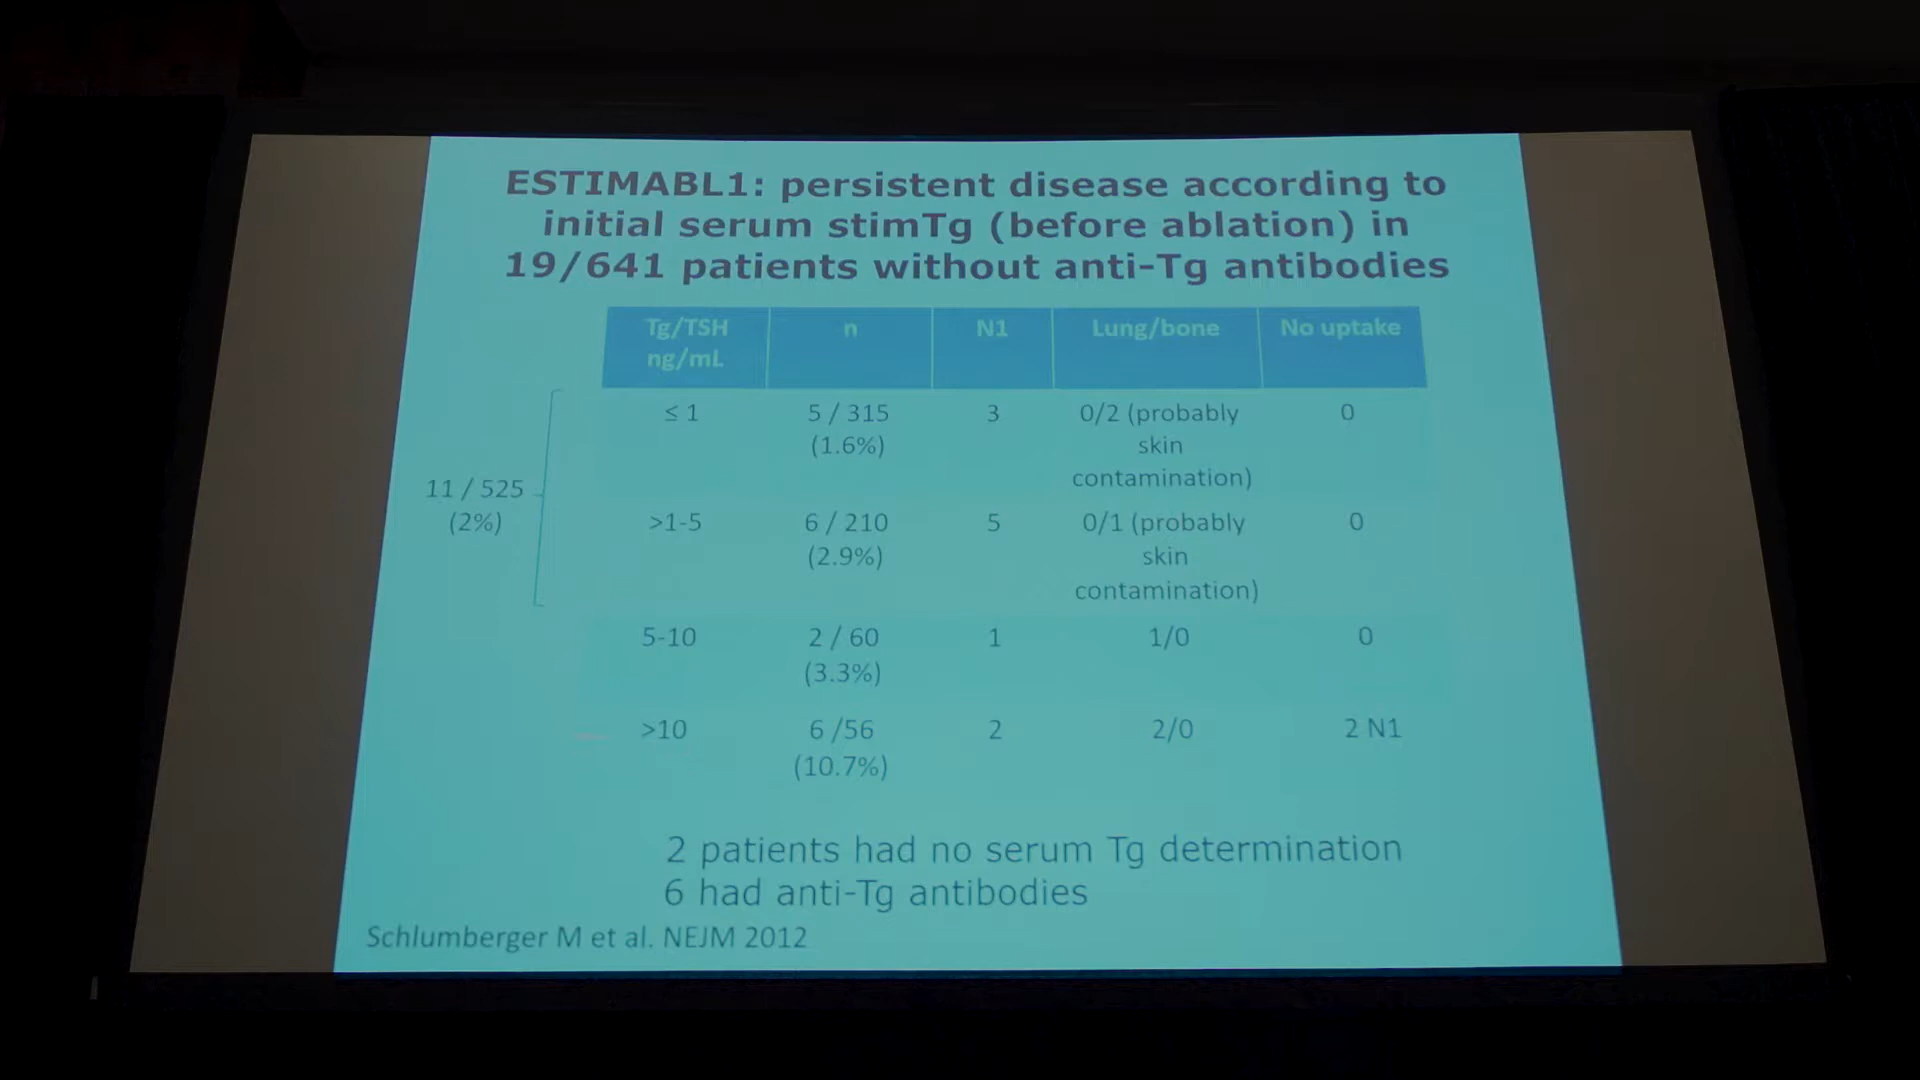 ESTIMABL1: persistent disease according to
initial serum stimTg (before ablation) in
19/641 patients without anti-Tg antibodies
Tg/TSH ng/mL n N1 Lung/bone No uptake
≤ 1 5 / 315 (1.6%) 3 0/2 (probably skin contamination) 0
11 / 525 (2%)
>1-5 6 / 210 (2.9%) 5 0/1 (probably skin contamination) 0
5-10 2 / 60 (3.3%) 1 1/0 0
>10 6 /56 (10.7%) 2 2/0 2 N1
2 patients had no serum Tg determination
6 had anti-Tg antibodies
Schlumberger M et al. NEJM 2012